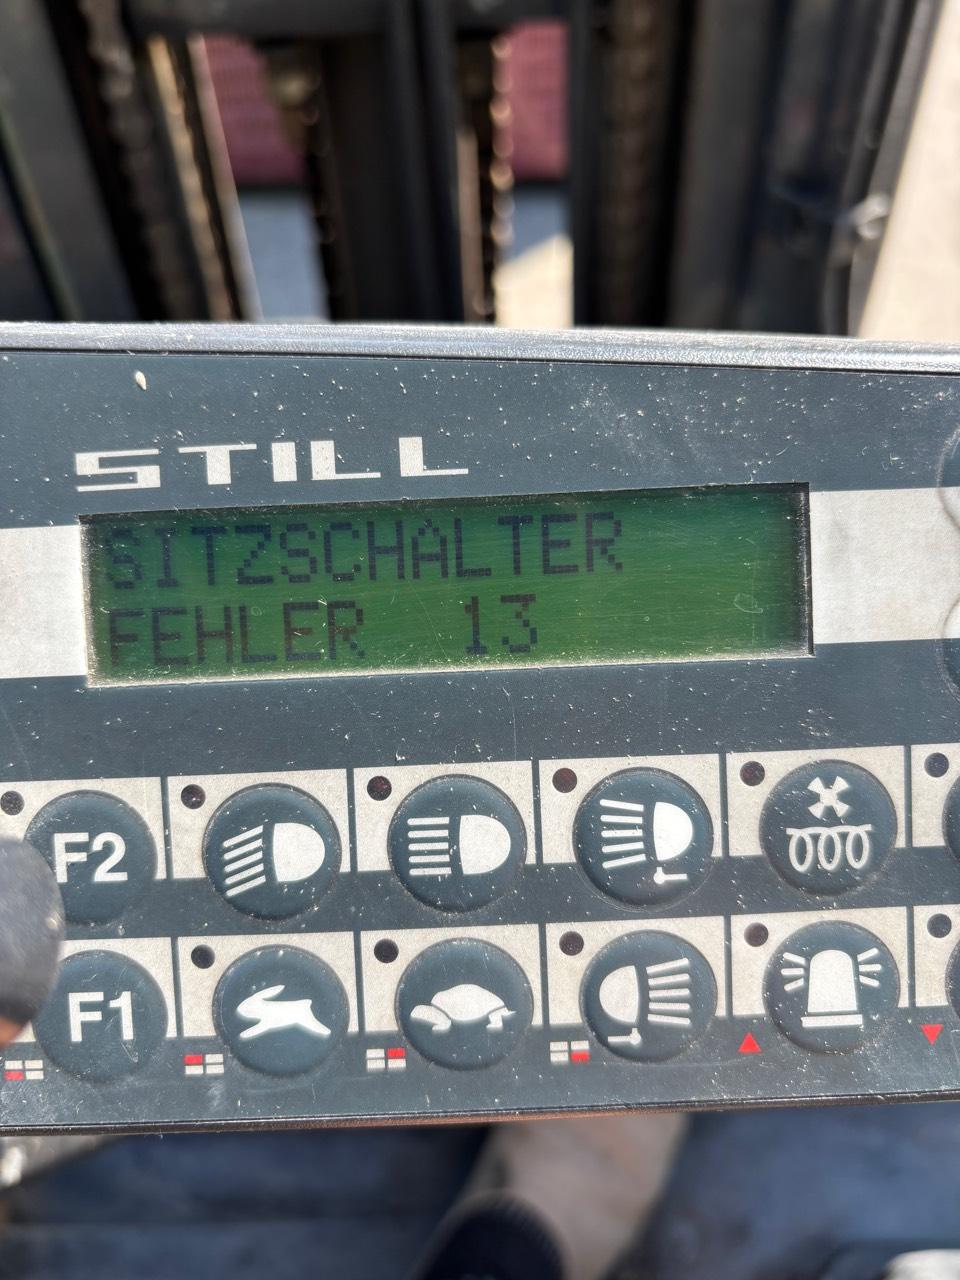 STILL
SITZSCHALTER
FEHLER 13
F2
F1